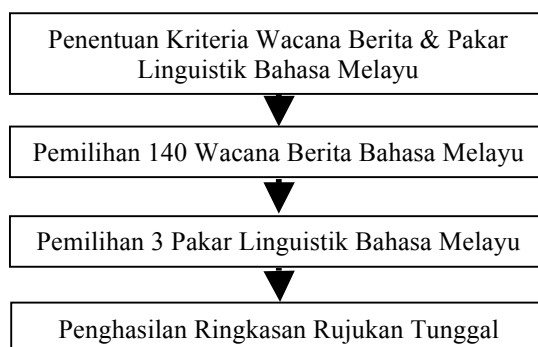 Penentuan Kriteria Wacana Berita & Pakar
Linguistik Bahasa Melayu
Pemilihan 140 Wacana Berita Bahasa Melayu
Pemilihan 3 Pakar Linguistik Bahasa Melayu
Penghasilan Ringkasan Rujukan Tunggal